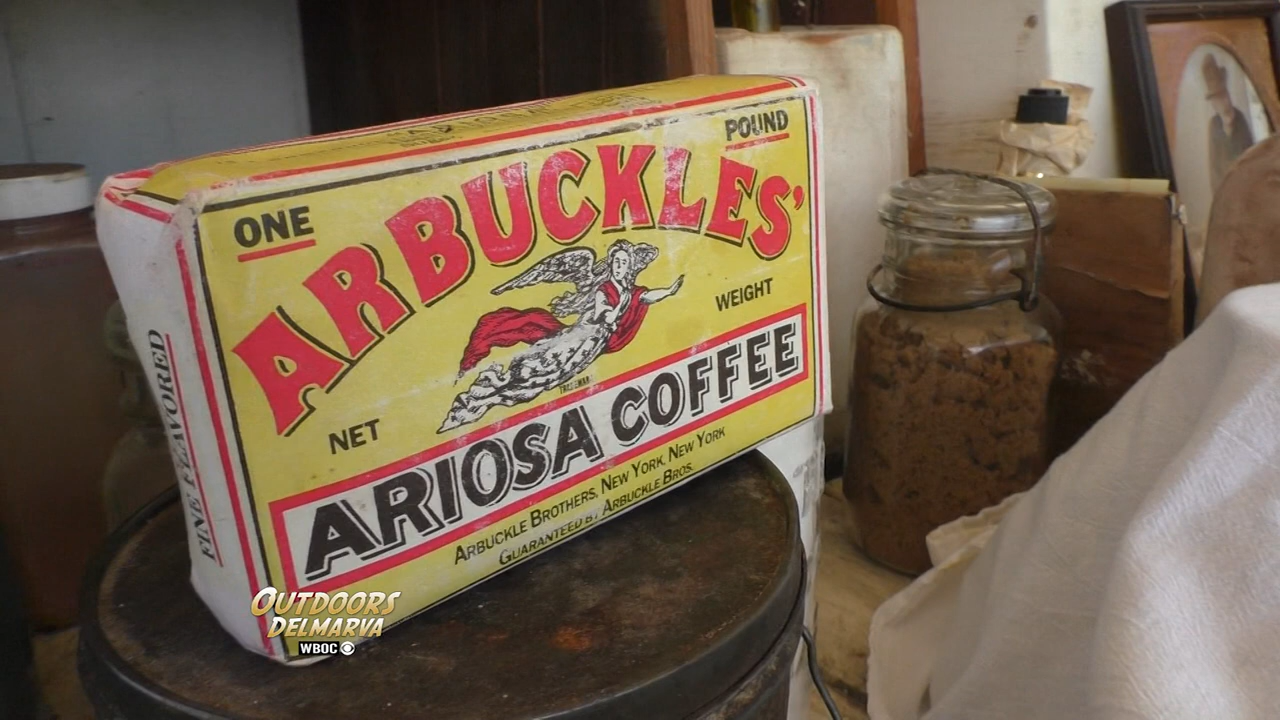 ONE
POUND
ARBUCKLES'
NET
WEIGHT
ARIOSA COFFEE
ARBUCKLE BROTHERS, NEW YORK, NEW YORK
GUARANTEED BY ARBUCKLE BROS.
FINE FLAVORED
OUTDOORS
DELMARVA
WBOC